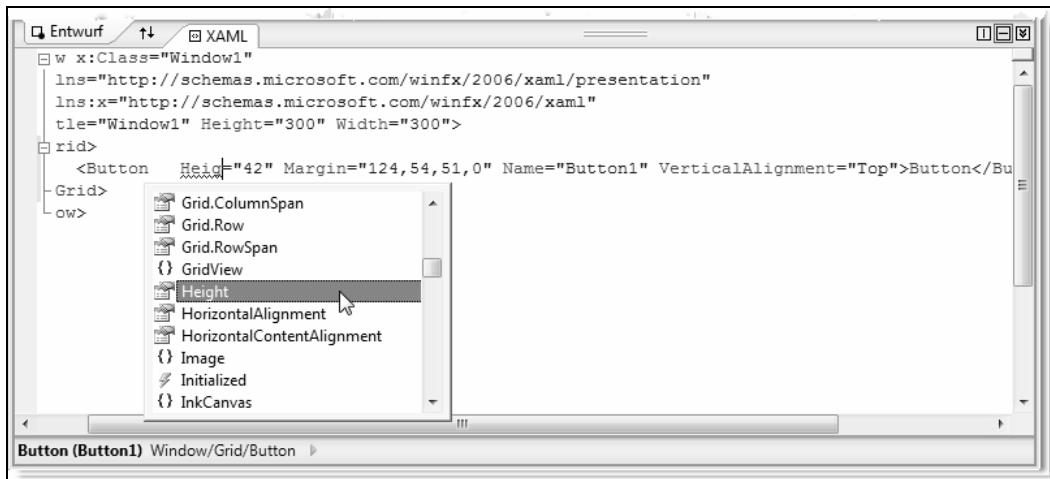 Entwurf XAML
w x:Class="Window1"
lns="http://schemas.microsoft.com/winfx/2006/xaml/presentation"
lns:x="http://schemas.microsoft.com/winfx/2006/xaml"
tle="Window1" Height="300" Width="300">
rid>
<Button Heig="42" Margin="124,54,51,0" Name="Button1" VerticalAlignment="Top">Button</Bu
Grid>
ow>
Grid.ColumnSpan
Grid.Row
Grid.RowSpan
{} GridView
Height
HorizontalAlignment
HorizontalContentAlignment
{} Image
Initialized
{} InkCanvas
Button (Button1) Window/Grid/Button